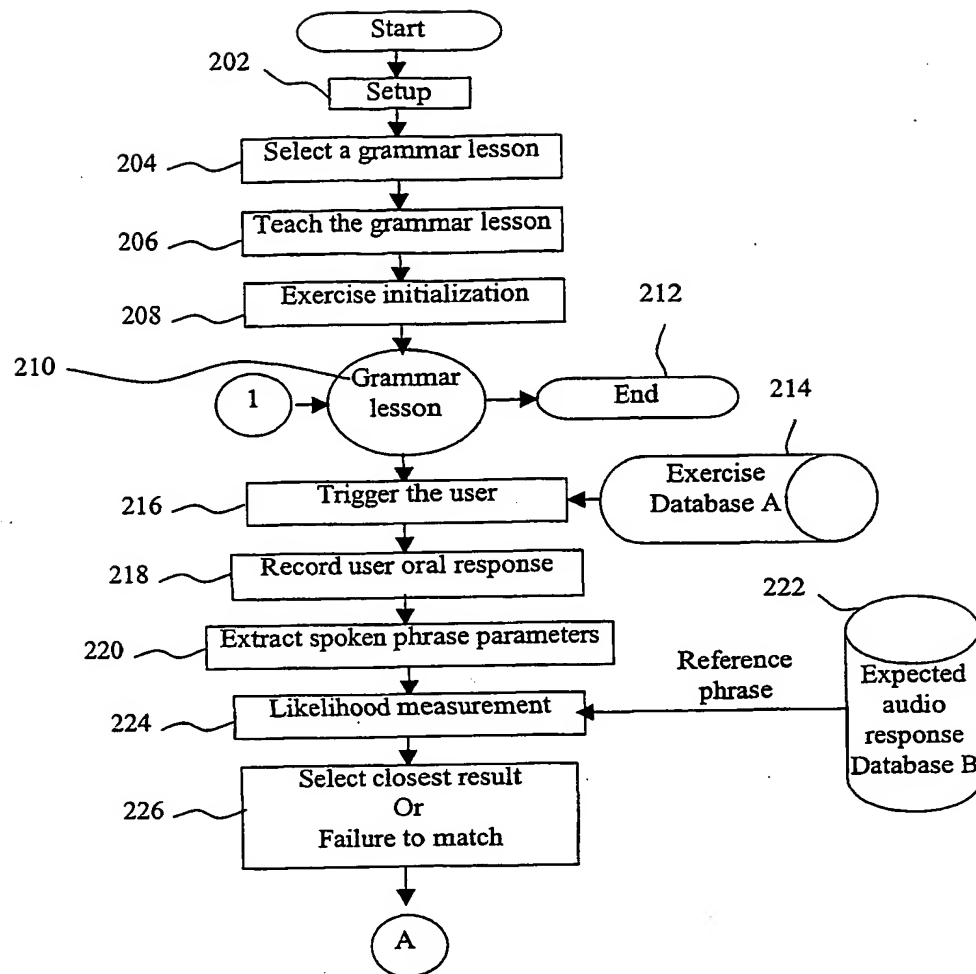 Start
202
Setup
204
Select a grammar lesson
206
Teach the grammar lesson
208
Exercise initialization
212
210
Grammar
lesson
1
End
214
Exercise
Database A
216
Trigger the user
218
Record user oral response
222
220
Extract spoken phrase parameters
Reference
phrase
Expected
audio
response
Database B
224
Likelihood measurement
226
Select closest result
Or
Failure to match
A